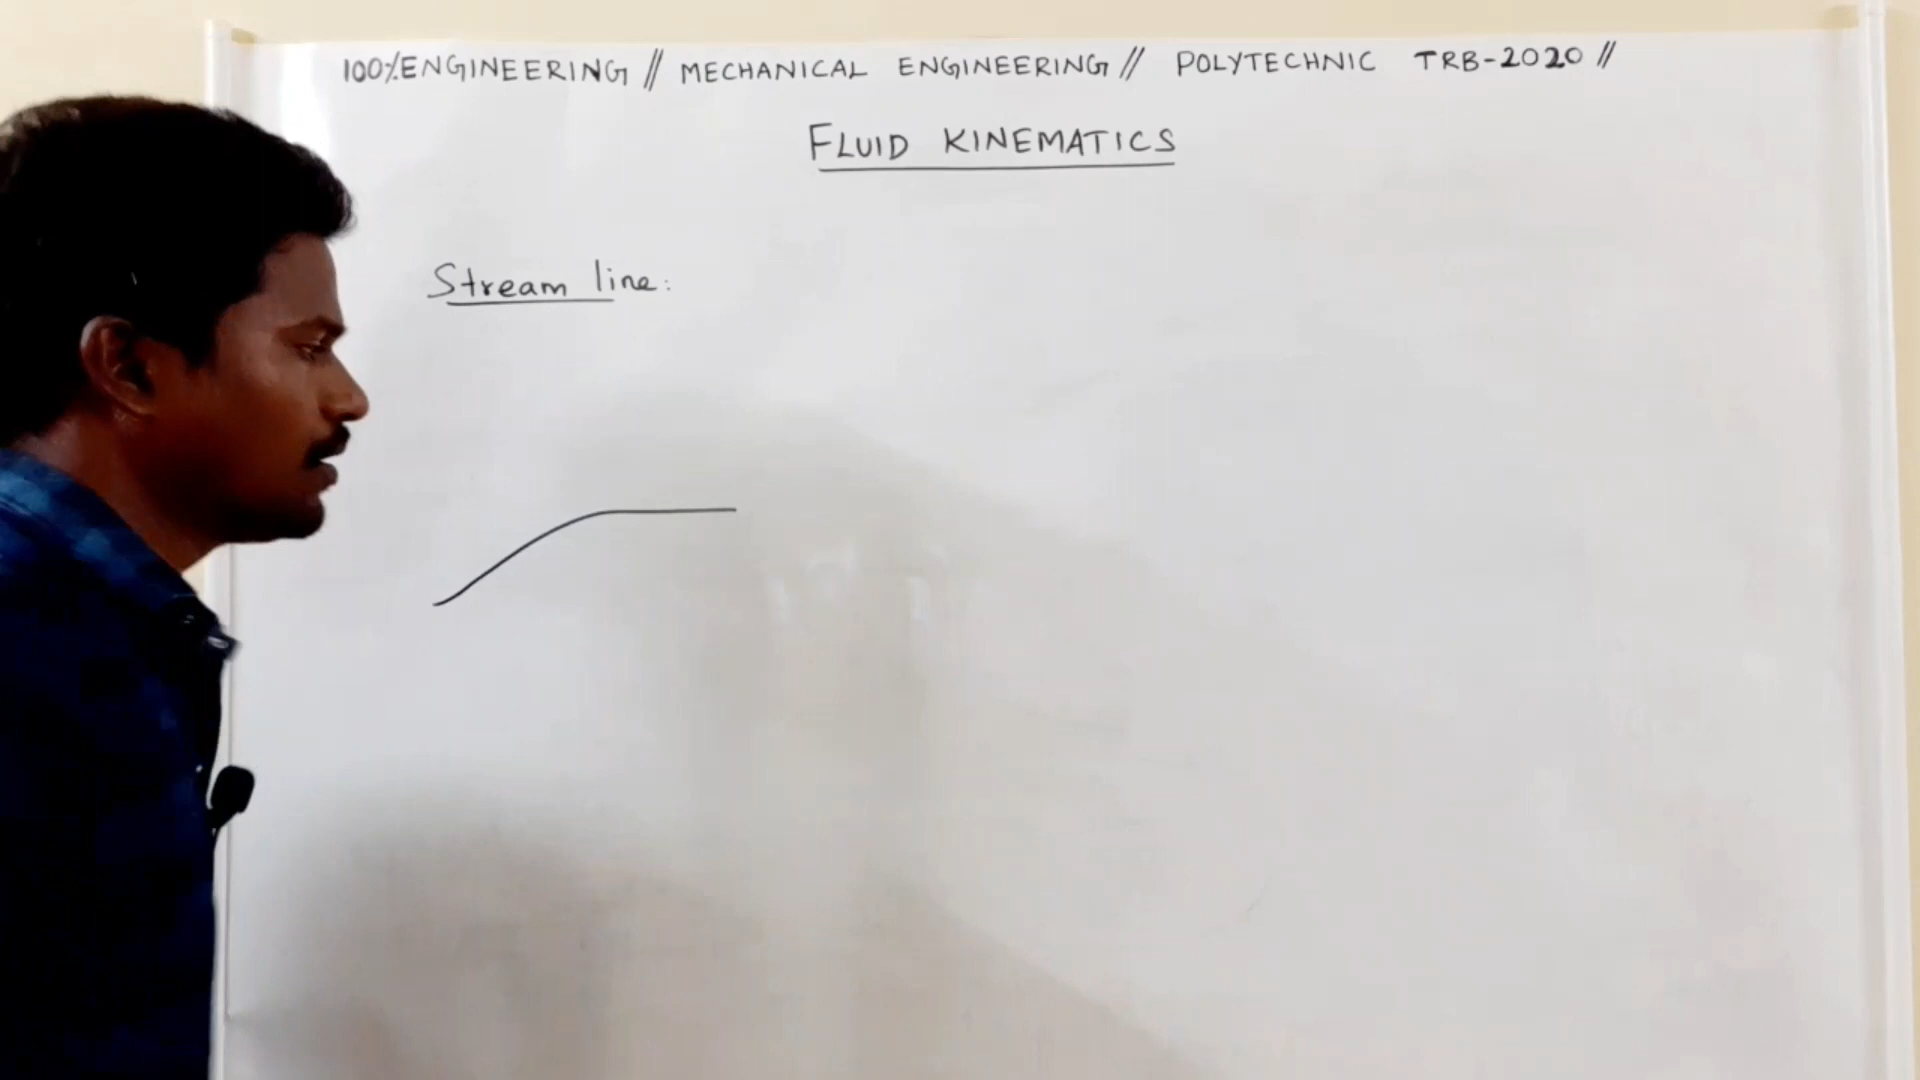 100%ENGINEERING // MECHANICAL ENGINEERING // POLYTECHNIC TRB-2020 //
FLUID KINEMATICS
Stream line: